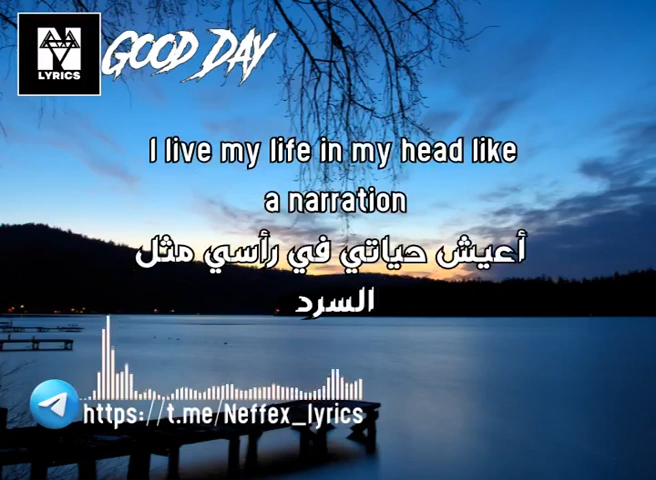 LYRICS
GOOD DAY
I live my life in my head like
a narration
أعيش حياتي في رأسي مثل
السرد
https://t.me/Neffex_lyrics